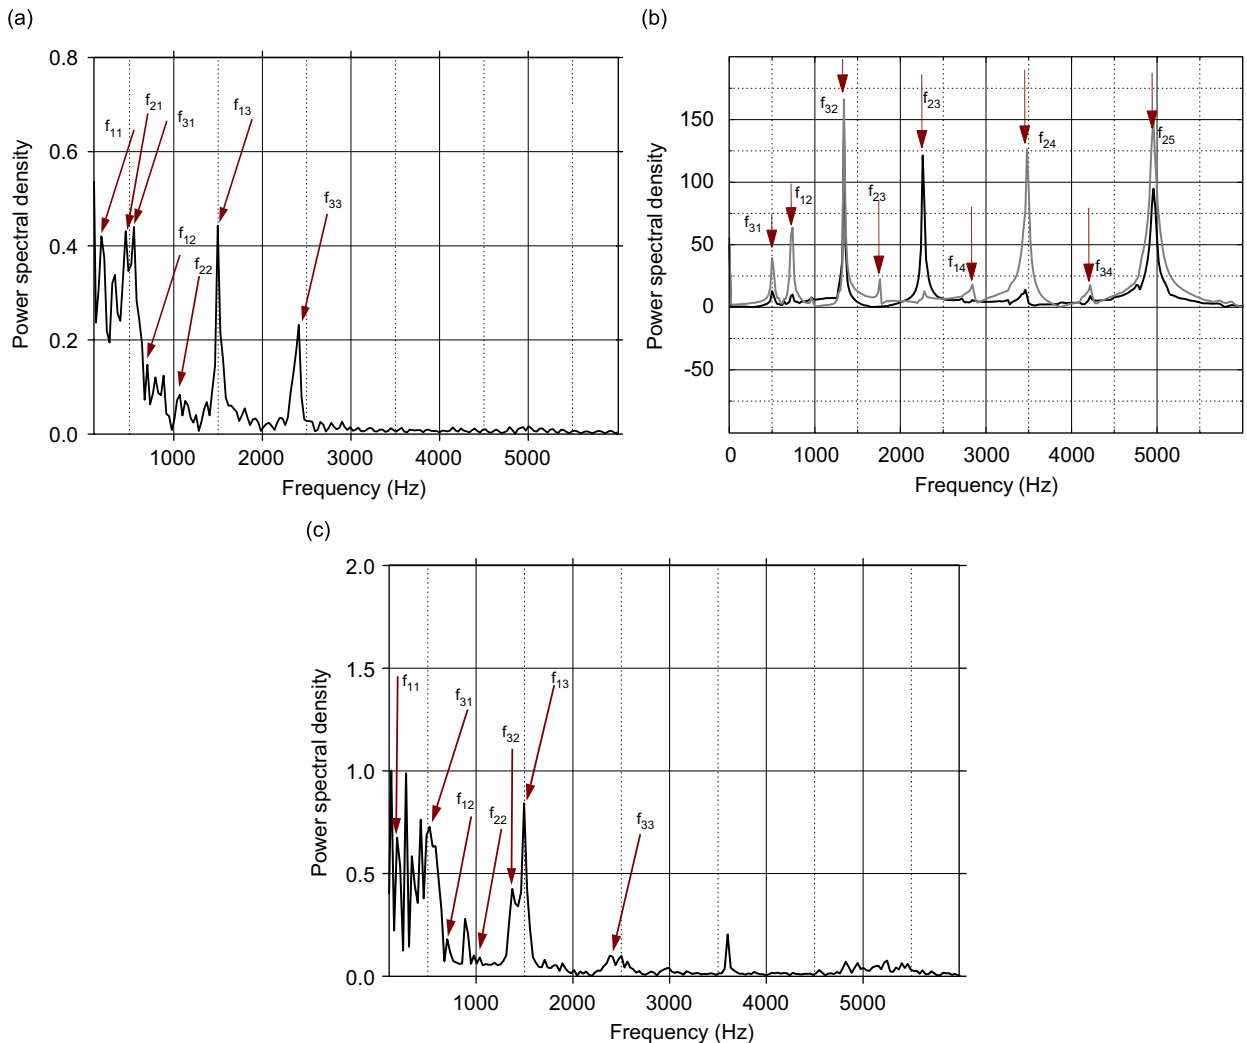 (a)
0.8
0.6
0.4
0.2
0.0
Power spectral density
f11
f21
f31
f12
f22
f13
f33
1000 2000 3000 4000 5000
Frequency (Hz)
(b)
150
100
50
0
-50
Power spectral density
f31
f12
f32
f23
f23
f14
f24
f34
f25
0 1000 2000 3000 4000 5000
Frequency (Hz)
(c)
2.0
1.5
1.0
0.5
0.0
Power spectral density
f11
f31
f12
f22
f32
f13
f33
1000 2000 3000 4000 5000
Frequency (Hz)